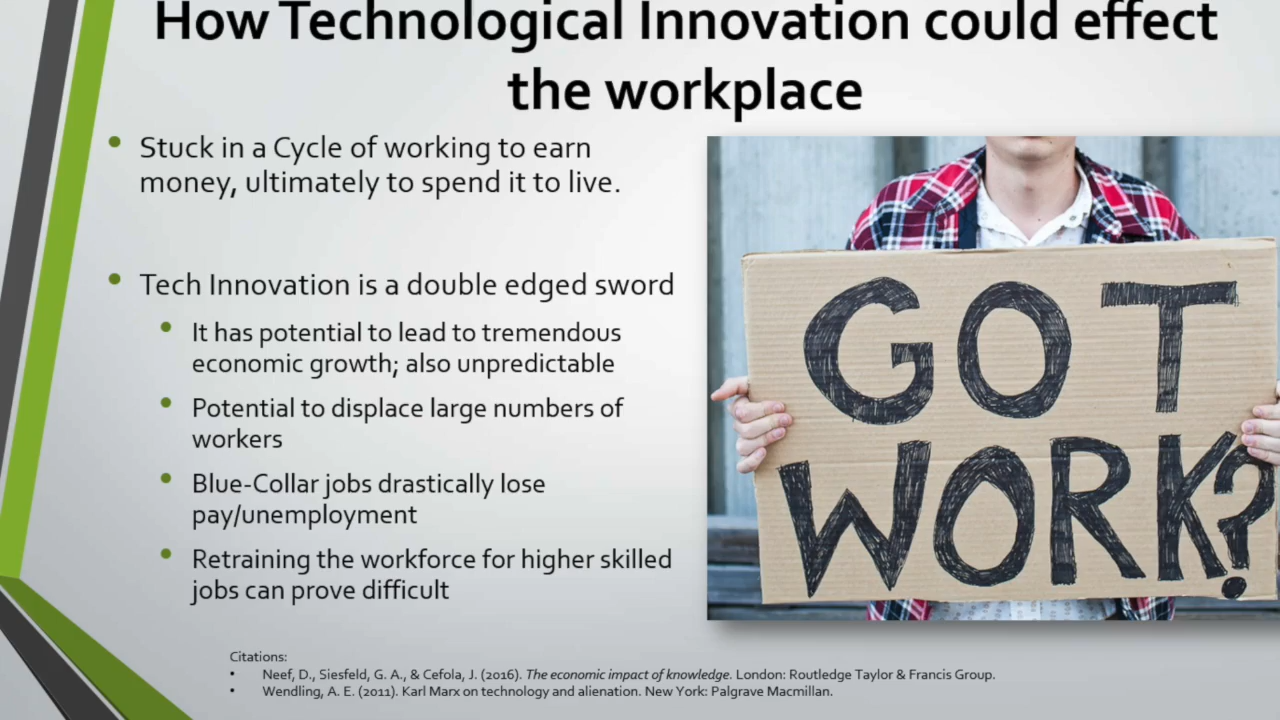 How Technological Innovation could effect
the workplace
• Stuck in a Cycle of working to earn
money, ultimately to spend it to live.
• Tech Innovation is a double edged sword
• It has potential to lead to tremendous
economic growth; also unpredictable
• Potential to displace large numbers of
workers
• Blue-Collar jobs drastically lose
pay/unemployment
• Retraining the workforce for higher skilled
jobs can prove difficult
GOT
WORK?
Citations:
• Neef, D., Siesfeld, G. A., & Cefola, J. (2016). The economic impact of knowledge. London: Routledge Taylor & Francis Group.
• Wendling, A. E. (2011). Karl Marx on technology and alienation. New York: Palgrave Macmillan.